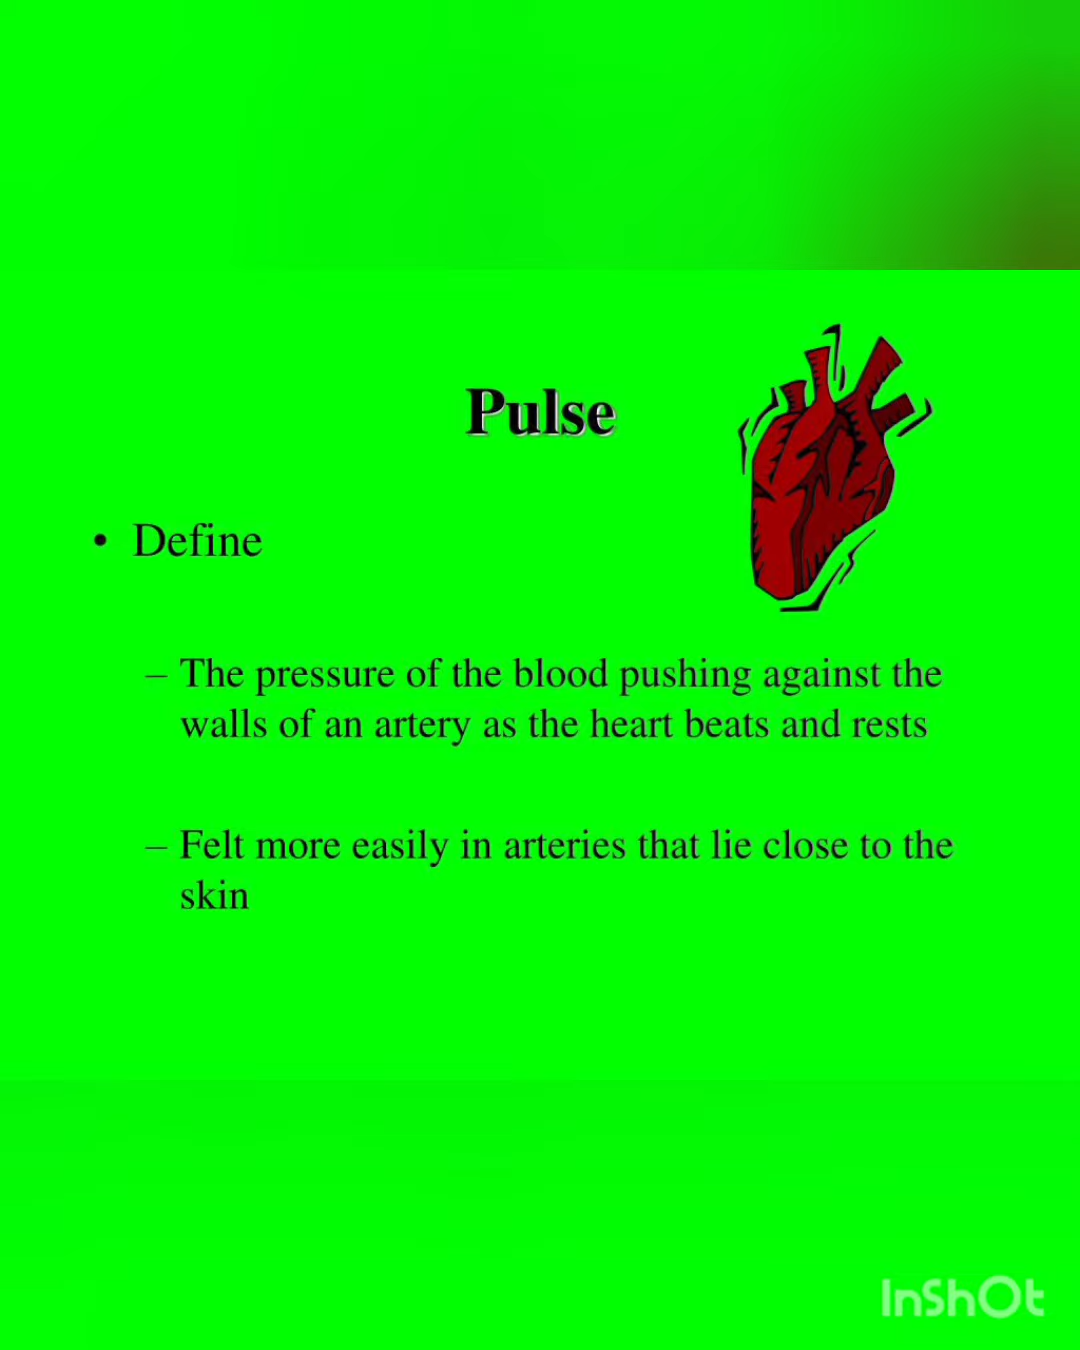 Pulse
• Define
– The pressure of the blood pushing against the
walls of an artery as the heart beats and rests
– Felt more easily in arteries that lie close to the
skin
InShOt